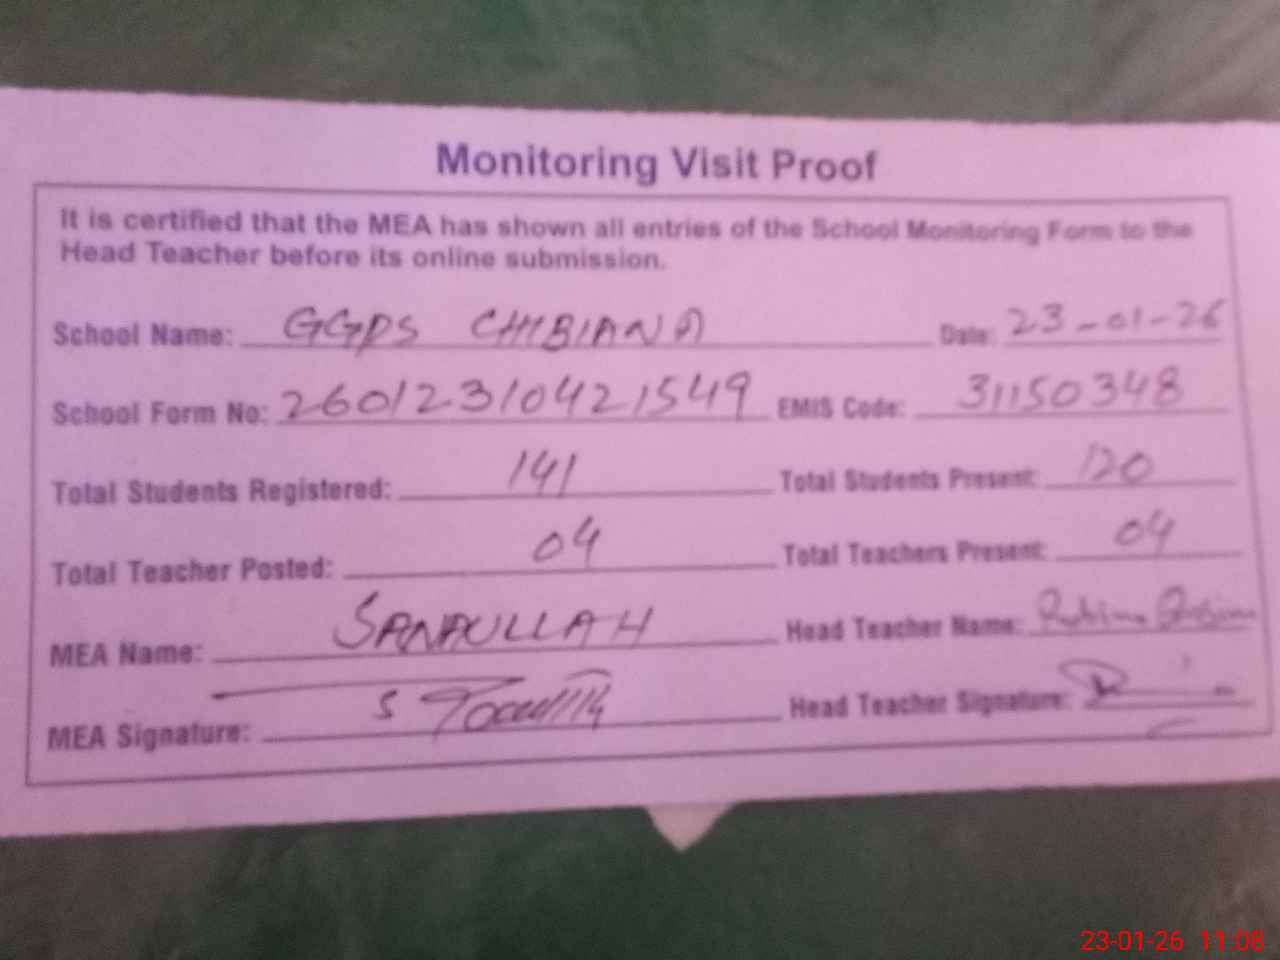 Monitoring Visit Proof
It is certified that the MEA has shown all entries of the School Monitoring Form to the
Head Teacher before its online submission.
School Name: GGPS CHIBIANA Date: 23-01-26
School Form No: 26012310421549 EMIS Code: 31150348
Total Students Registered: 141 Total Students Present: 120
Total Teacher Posted: 04 Total Teachers Present: 04
MEA Name: SANAULLAH Head Teacher Name:
MEA Signature: Head Teacher Signature:
23-01-26 11:08